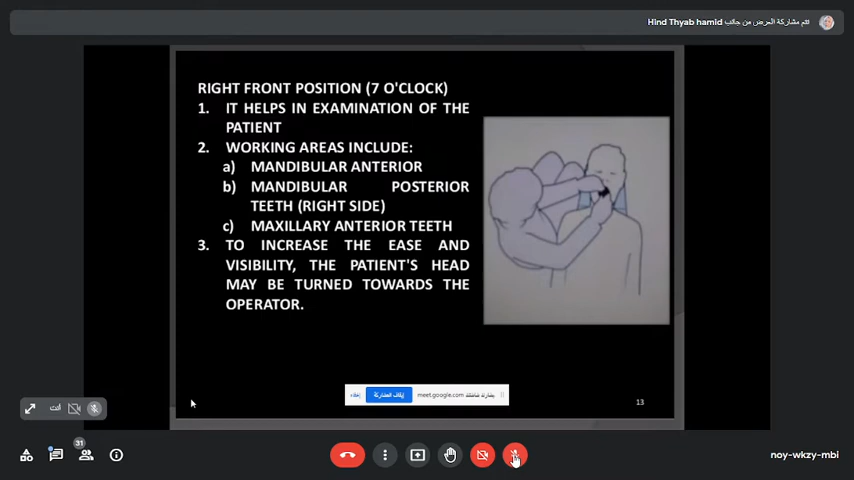 تتم مشاركة العرض من جانب Hind Thyab hamid
RIGHT FRONT POSITION (7 O'CLOCK)
1. IT HELPS IN EXAMINATION OF THE
PATIENT
2. WORKING AREAS INCLUDE:
a) MANDIBULAR ANTERIOR
b) MANDIBULAR POSTERIOR
TEETH (RIGHT SIDE)
c) MAXILLARY ANTERIOR TEETH
3. TO INCREASE THE EASE AND
VISIBILITY, THE PATIENT'S HEAD
MAY BE TURNED TOWARDS THE
OPERATOR.
إخفاء
إيقاف المشاركة
meet.google.com
13
أنت
31
noy-wkzy-mbi